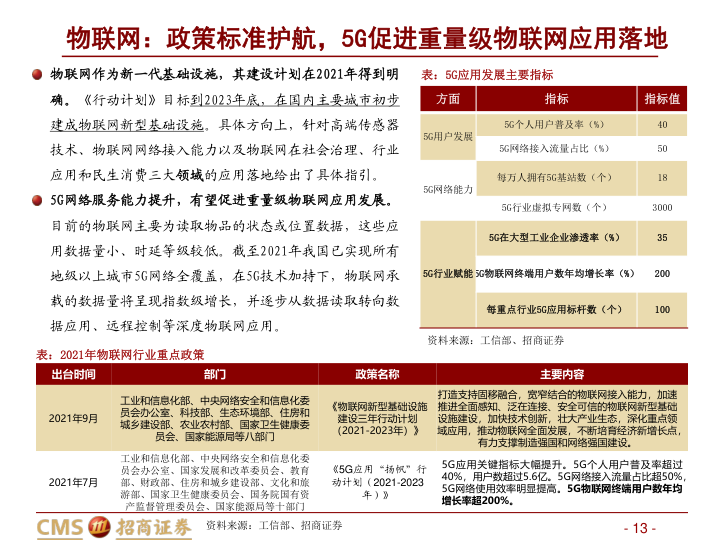 物联网：政策标准护航，5G促进重量级物联网应用落地
物联网作为新一代基础设施，其建设计划在2021年得到明
确。《行动计划》目标到2023年底，在国内主要城市初步
建成物联网新型基础设施。具体方向上，针对高端传感器
技术、物联网网络接入能力以及物联网在社会治理、行业
应用和民生消费三大领域的应用落地给出了具体指引。
5G网络服务能力提升，有望促进重量级物联网应用发展。
目前的物联网主要为读取物品的状态或位置数据，这些应
用数据量小、时延等级较低。截至2021年我国已实现所有
地级以上城市5G网络全覆盖，在5G技术加持下，物联网承
载的数据量将呈现指数级增长，并逐步从数据读取转向数
据应用、远程控制等深度物联网应用。
表：5G应用发展主要指标
方面 指标 指标值
5G用户发展
5G个人用户普及率（%） 40
5G网络接入流量占比（%） 50
5G网络能力
每万人拥有5G基站数（个） 18
5G行业虚拟专网数（个） 3000
5G行业赋能
5G在大型工业企业渗透率（%） 35
5G物联网终端用户数年均增长率（%） 200
每重点行业5G应用标杆数（个） 100
资料来源：工信部、招商证券
表：2021年物联网行业重点政策
出台时间 部门 政策名称 主要内容
2021年9月
工业和信息化部、中央网络安全和信息化委
员会办公室、科技部、生态环境部、住房和
城乡建设部、农业农村部、国家卫生健康委
员会、国家能源局等八部门
《物联网新型基础设施
建设三年行动计划
（2021-2023年）》
打造支持固移融合，宽窄结合的物联网接入能力，加速
推进全面感知、泛在连接、安全可信的物联网新型基础
设施建设，加快技术创新，壮大产业生态，深化重点领
域应用，推动物联网全面发展，不断培育经济新增长点，
有力支撑制造强国和网络强国建设。
2021年7月
工业和信息化部、中央网络安全和信息化委
员会办公室、国家发展和改革委员会、教育
部、财政部、住房和城乡建设部、文化和旅
游部、国家卫生健康委员会、国务院国有资
产监督管理委员会、国家能源局等十部门
《5G应用“扬帆”行
动计划（2021-2023
年）》
5G应用关键指标大幅提升。5G个人用户普及率超过
40%，用户数超过5.6亿。5G网络接入流量占比超50%，
5G网络使用效率明显提高。5G物联网终端用户数年均
增长率超200%。
CMS 招商证券
资料来源：工信部、招商证券
- 13 -